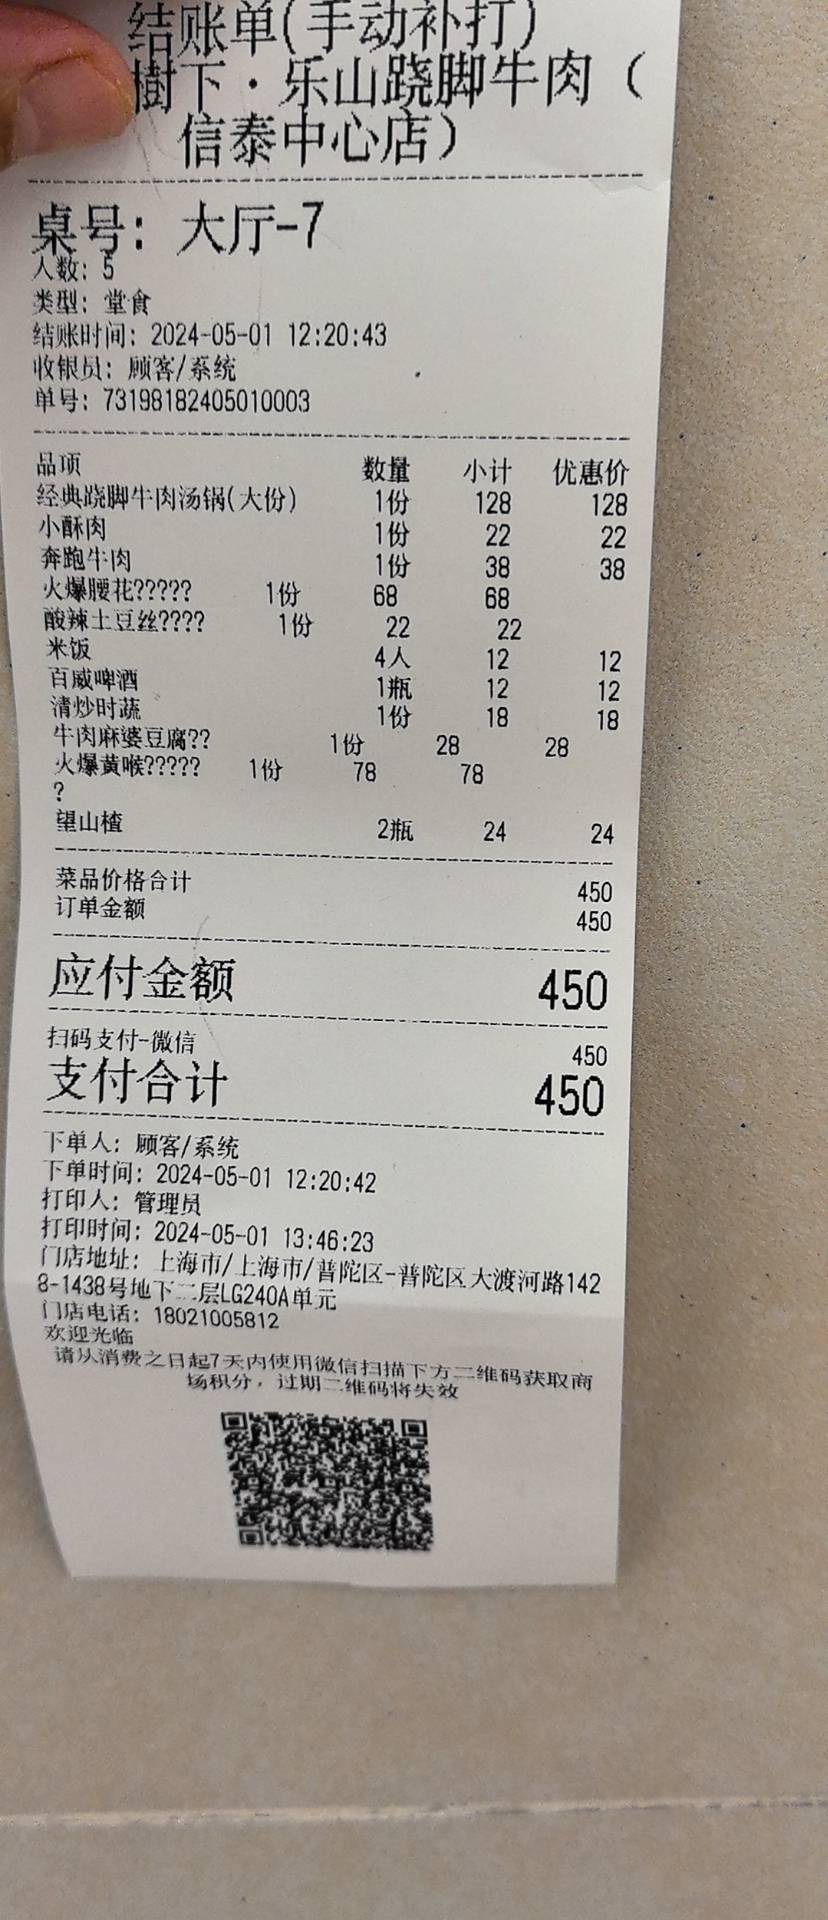 结账单(手动补打)
樹下·乐山跷脚牛肉（
信泰中心店）
桌号: 大厅-7
人数: 5
类型: 堂食
结账时间: 2024-05-01 12:20:43
收银员: 顾客/系统
单号: 73198182405010003
品项 数量 小计 优惠价
经典跷脚牛肉汤锅(大份) 1份 128 128
小酥肉 1份 22 22
奔跑牛肉 1份 38 38
火爆腰花????? 1份 68 68
酸辣土豆丝???? 1份 22 22
米饭 4人 12 12
百威啤酒 1瓶 12 12
清炒时蔬 1份 18 18
牛肉麻婆豆腐?? 1份 28 28
火爆黄喉????? 1份 78 78
?
望山楂 2瓶 24 24
菜品价格合计 450
订单金额 450
应付金额 450
扫码支付-微信 450
支付合计 450
下单人: 顾客/系统
下单时间: 2024-05-01 12:20:42
打印人: 管理员
打印时间: 2024-05-01 13:46:23
门店地址: 上海市/上海市/普陀区-普陀区大渡河路142
8-1438号地下二层LG240A单元
门店电话: 18021005812
欢迎光临
请从消费之日起7天内使用微信扫描下方二维码获取商
场积分，过期二维码将失效